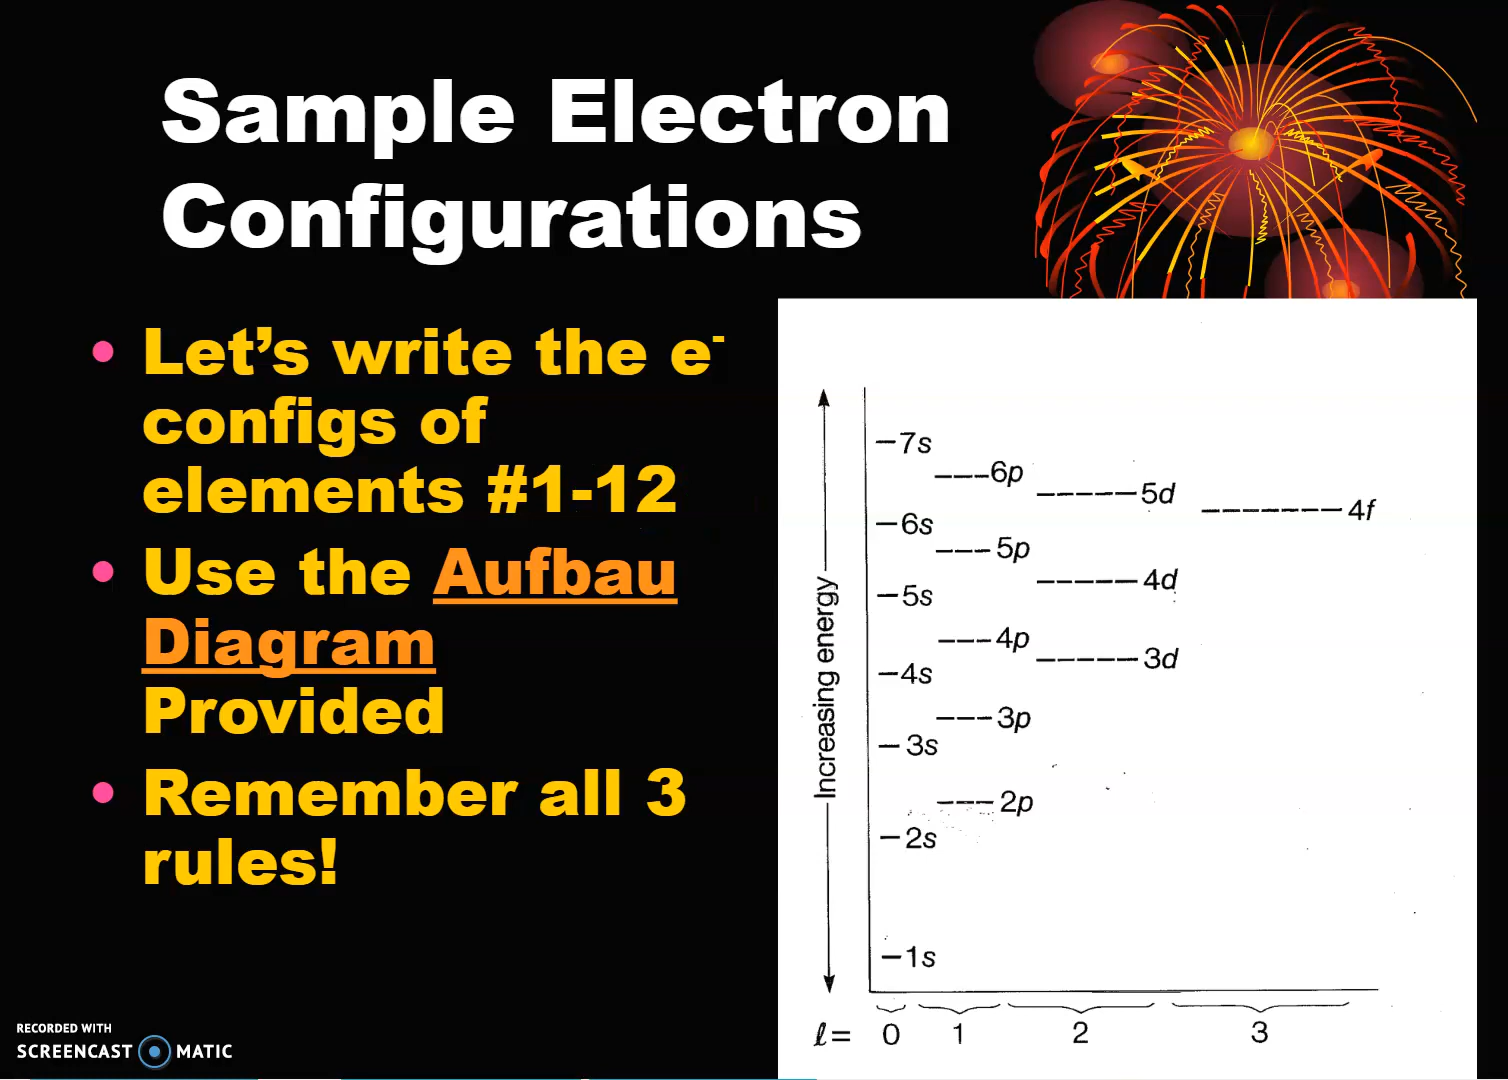 Sample Electron
Configurations
• Let’s write the e-
configs of
elements #1-12
• Use the Aufbau
Diagram
Provided
• Remember all 3
rules!
Increasing energy
7s
6p
5d
4f
6s
5p
4d
5s
4p
3d
4s
3p
3s
2p
2s
1s
ℓ= 0 1 2 3
RECORDED WITH
SCREENCAST MATIC